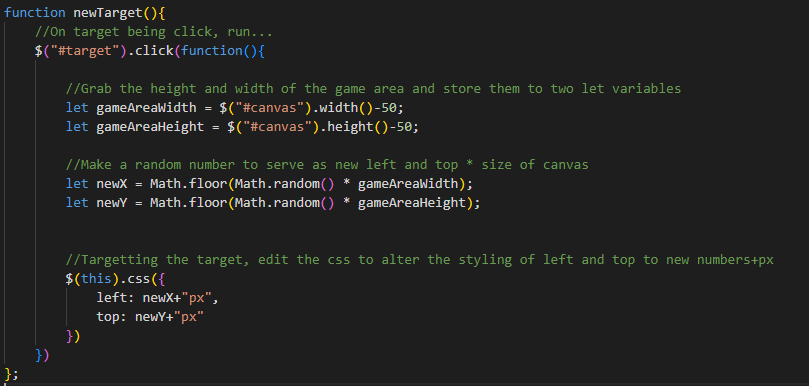 function newTarget(){
//On target being click, run...
$("#target").click(function(){
//Grab the height and width of the game area and store them to two let variables
let gameAreaWidth = $("#canvas").width()-50;
let gameAreaHeight = $("#canvas").height()-50;
//Make a random number to serve as new left and top * size of canvas
let newX = Math.floor(Math.random() * gameAreaWidth);
let newY = Math.floor(Math.random() * gameAreaHeight);
//Targetting the target, edit the css to alter the styling of left and top to new numbers+px
$(this).css({
left: newX+"px",
top: newY+"px"
})
})
};